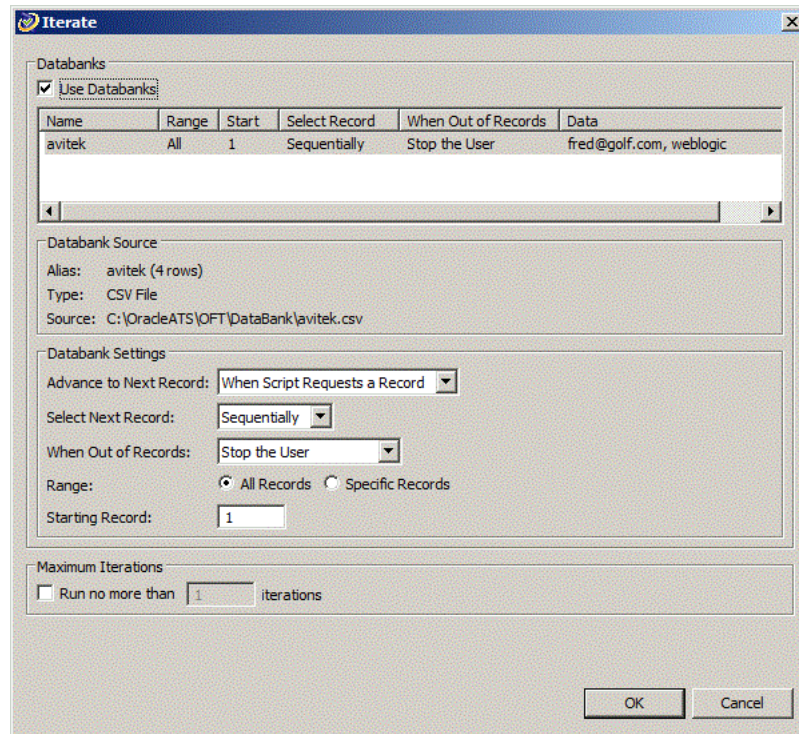 Iterate
Databanks
Use Databanks
Name Range Start Select Record When Out of Records Data
avitek All 1 Sequentially Stop the User fred@golf.com, weblogic
Databank Source
Alias: avitek (4 rows)
Type: CSV File
Source: C:\OracleATS\OFT\DataBank\avitek.csv
Databank Settings
Advance to Next Record: When Script Requests a Record
Select Next Record: Sequentially
When Out of Records: Stop the User
Range: All Records Specific Records
Starting Record: 1
Maximum Iterations
Run no more than 1 iterations
OK Cancel